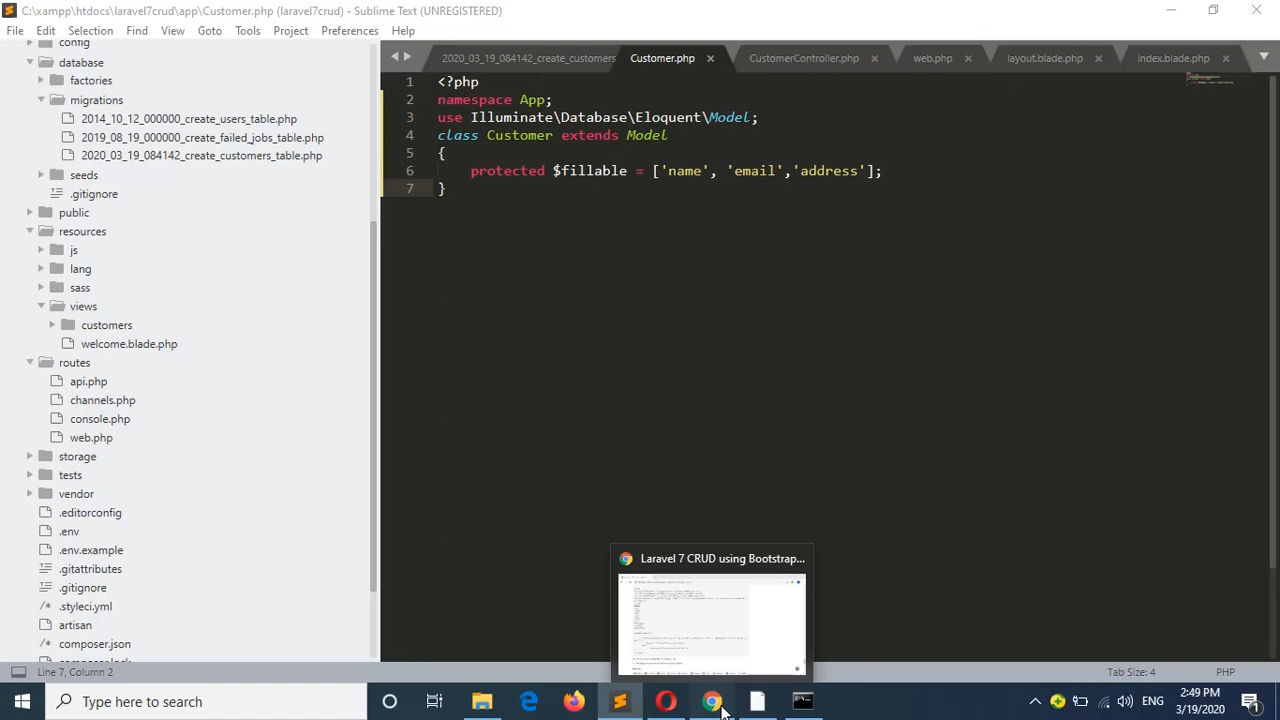 C:\xampp\htdocs\laravel7crud\app\Customer.php (laravel7crud) - Sublime Text (UNREGISTERED)
File Edit Selection Find View Goto Tools Project Preferences Help
config
database
factories
migrations
2014_10_12_000000_create_users_table.php
2019_08_19_000000_create_failed_jobs_table.php
2020_03_19_084142_create_customers_table.php
seeds
.gitignore
public
resources
js
lang
sass
views
customers
welcome.blade.php
routes
api.php
channels.php
console.php
web.php
storage
tests
vendor
.editorconfig
.env
.env.example
.gitattributes
.gitignore
.styleci.yml
artisan
2020_03_19_084142_create_customers Customer.php CustomerController.php web.php layout.blade.php index.blade.php
1 <?php
2 namespace App;
3 use Illuminate\Database\Eloquent\Model;
4 class Customer extends Model
5 {
6 protected $fillable = ['name', 'email','address'];
7 }
Laravel 7 CRUD using Bootstrap...
Tab Size: 4 PHP
Type here to search
ENG
2:49 PM
3/19/2020
1